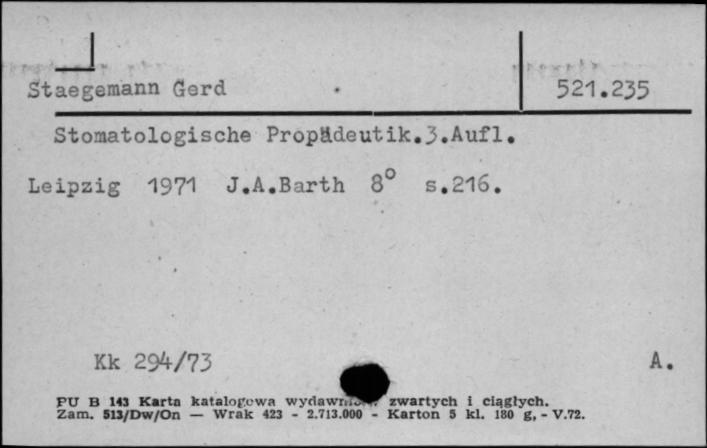 Staegemann Gerd 521.235
Stomatologische Propädeutik.3.Aufl.
Leipzig 1971 J.A.Barth 8° s.216.
Kk 294/73 A.
PU B 143 Karta katalogowa zwartych i ciągłych.
Zam. 513/Dw/On — Wrak 423 - 2.713.000 - Karton 5 kl. 180 g, - V.72.